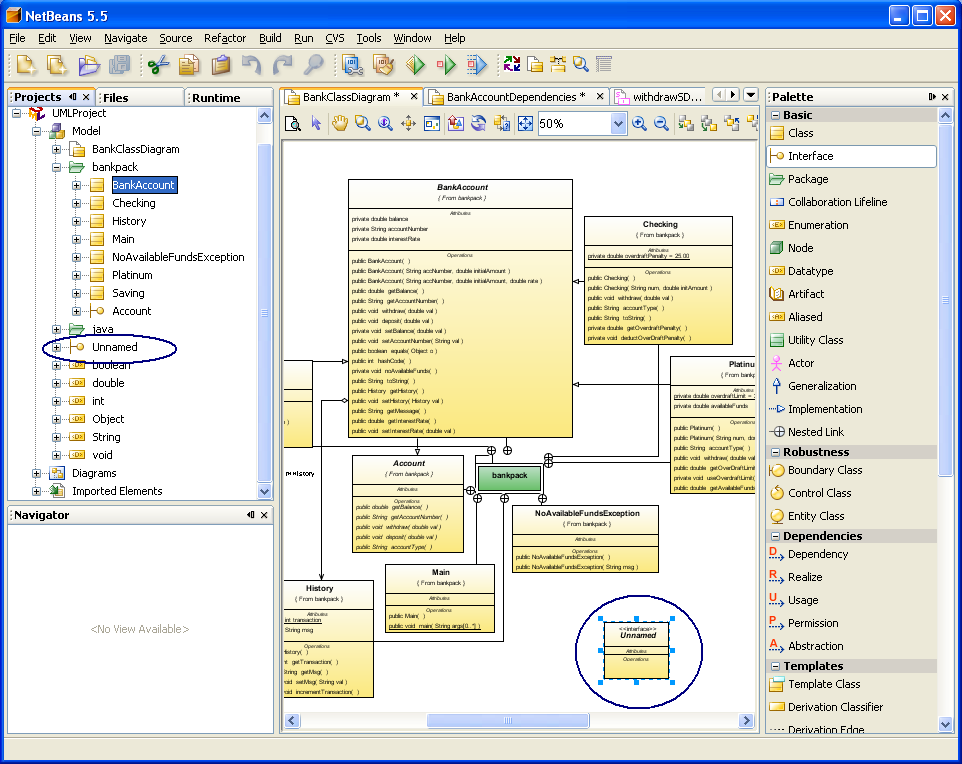 NetBeans 5.5
File Edit View Navigate Source Refactor Build Run CVS Tools Window Help
Projects
Files
Runtime
UMLProject
Model
BankClassDiagram
bankpack
BankAccount
Checking
History
Main
NoAvailableFundsException
Platinum
Saving
Account
java
Unnamed
boolean
double
int
Object
String
void
Diagrams
Imported Elements
Navigator
<No View Available>
BankClassDiagram *
BankAccountDependencies *
withdrawSD...
50%
BankAccount
{ From bankpack }
Attributes
private double balance
private String accountNumber
private double interestRate
Operations
public BankAccount( )
public BankAccount( String accNumber, double initialAmount )
public BankAccount( String accNumber, double initialAmount, double rate )
public double getBalance( )
public String getAccountNumber( )
public void withdraw( double val )
public void deposit( double val )
private void setBalance( double val )
public void setAccountNumber( String val )
public boolean equals( Object o )
public int hashCode( )
private void noAvailableFunds( )
public String toString( )
public History getHistory( )
public void setHistory( History val )
public String getMessage( )
public double getInterestRate( )
public void setInterestRate( double val )
Checking
{ From bankpack }
Attributes
private double overdraftPenalty = 25.00
Operations
public Checking( )
public Checking( String num, double initAmount )
public void withdraw( double val )
public String accountType( )
public String toString( )
private double getOverdraftPenalty( )
private void deductOverDraftPenalty( )
Platinu
{ From bankp
Attributes
private double overdraftLimit =
private double availableFunds
Operations
public Platinum( )
public Platinum( String num, do
public String accountType( )
public void withdraw( double val
public double getOverDraftLimit
private void useOverdraftLimit(
public double getAvailableFunds
Account
{ From bankpack }
Attributes
Operations
public double getBalance( )
public String getAccountNumber( )
public void withdraw( double val )
public void deposit( double val )
public String accountType( )
bankpack
NoAvailableFundsException
{ From bankpack }
Attributes
Operations
public NoAvailableFundsException( )
public NoAvailableFundsException( String msg )
Main
{ From bankpack }
Attributes
Operations
public Main( )
public void main( String args[0..*] )
History
{ From bankpack }
Attributes
int transaction
String msg
Operations
History( )
int getTransaction( )
String getMsg( )
void setMsg( String val )
void incrementTransaction( )
<<interface>>
Unnamed
Attributes
Operations
Palette
Basic
Class
Interface
Package
Collaboration Lifeline
Enumeration
Node
Datatype
Artifact
Aliased
Utility Class
Actor
Generalization
Implementation
Nested Link
Robustness
Boundary Class
Control Class
Entity Class
Dependencies
Dependency
Realize
Usage
Permission
Abstraction
Templates
Template Class
Derivation Classifier
Derivation Edge